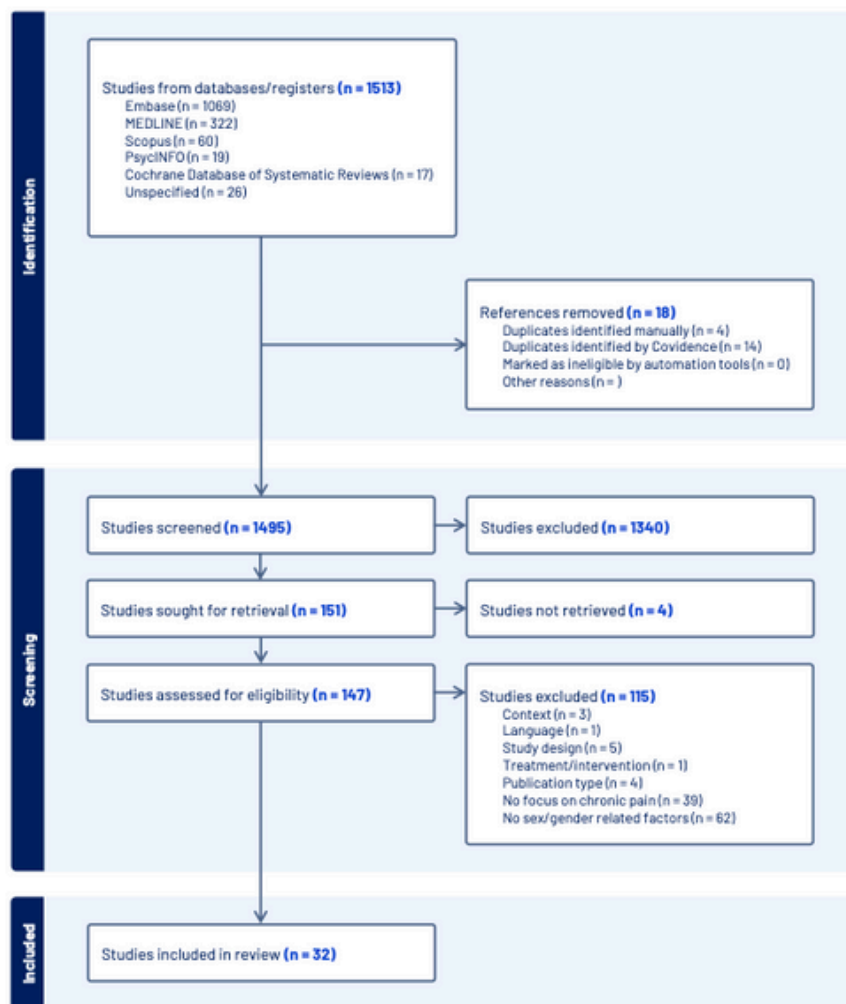 Identification
Studies from databases/registers (n = 1513)
Embase (n = 1069)
MEDLINE (n = 322)
Scopus (n = 60)
PsycINFO (n = 19)
Cochrane Database of Systematic Reviews (n = 17)
Unspecified (n = 26)
References removed (n = 18)
Duplicates identified manually (n = 4)
Duplicates identified by Covidence (n = 14)
Marked as ineligible by automation tools (n = 0)
Other reasons (n = )
Screening
Studies screened (n = 1495)
Studies excluded (n = 1340)
Studies sought for retrieval (n = 151)
Studies not retrieved (n = 4)
Studies assessed for eligibility (n = 147)
Studies excluded (n = 115)
Context (n = 3)
Language (n = 1)
Study design (n = 5)
Treatment/intervention (n = 1)
Publication type (n = 4)
No focus on chronic pain (n = 39)
No sex/gender related factors (n = 62)
Included
Studies included in review (n = 32)